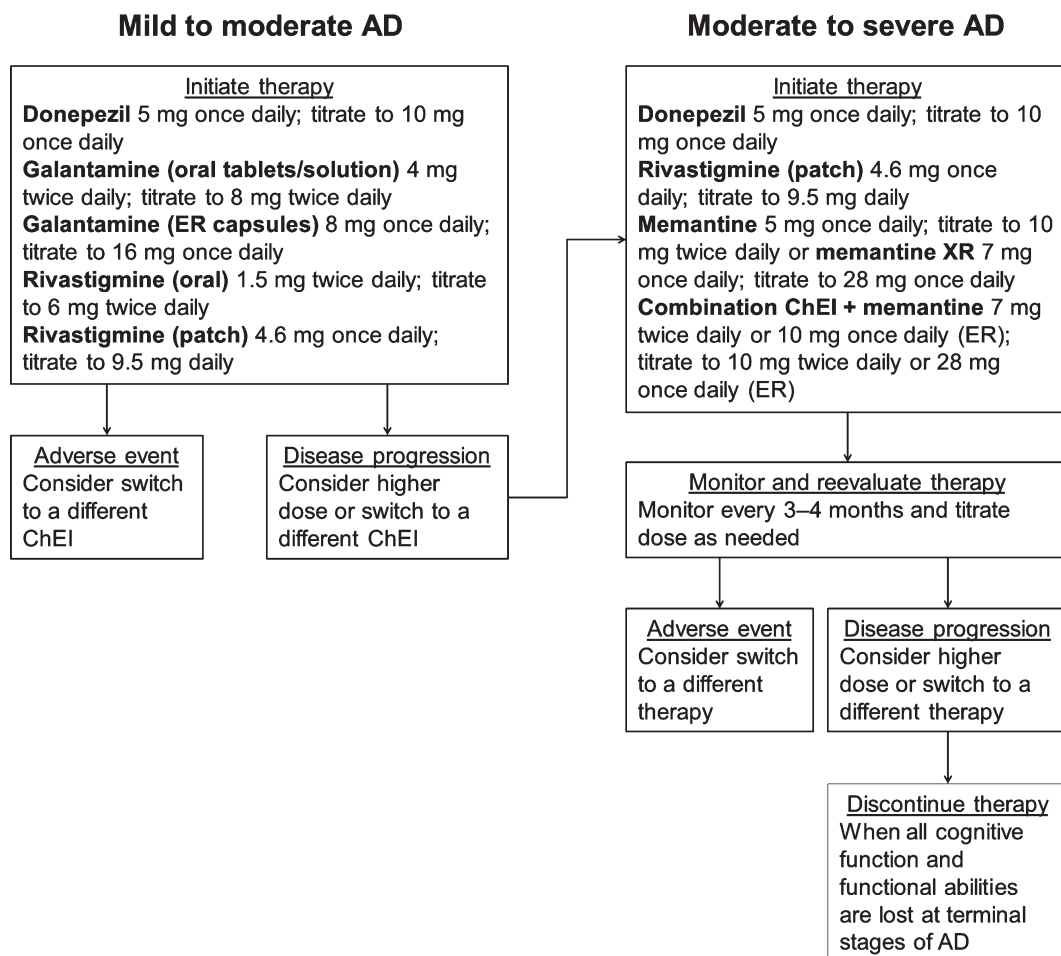 Mild to moderate AD
Initiate therapy
Donepezil 5 mg once daily; titrate to 10 mg
once daily
Galantamine (oral tablets/solution) 4 mg
twice daily; titrate to 8 mg twice daily
Galantamine (ER capsules) 8 mg once daily;
titrate to 16 mg once daily
Rivastigmine (oral) 1.5 mg twice daily; titrate
to 6 mg twice daily
Rivastigmine (patch) 4.6 mg once daily;
titrate to 9.5 mg daily
Adverse event
Consider switch
to a different
ChEI
Disease progression
Consider higher
dose or switch to a
different ChEI
Moderate to severe AD
Initiate therapy
Donepezil 5 mg once daily; titrate to 10
mg once daily
Rivastigmine (patch) 4.6 mg once
daily; titrate to 9.5 mg daily
Memantine 5 mg once daily; titrate to 10
mg twice daily or memantine XR 7 mg
once daily; titrate to 28 mg once daily
Combination ChEI + memantine 7 mg
twice daily or 10 mg once daily (ER);
titrate to 10 mg twice daily or 28 mg
once daily (ER)
Monitor and reevaluate therapy
Monitor every 3–4 months and titrate
dose as needed
Adverse event
Consider switch
to a different
therapy
Disease progression
Consider higher
dose or switch to a
different therapy
Discontinue therapy
When all cognitive
function and
functional abilities
are lost at terminal
stages of AD